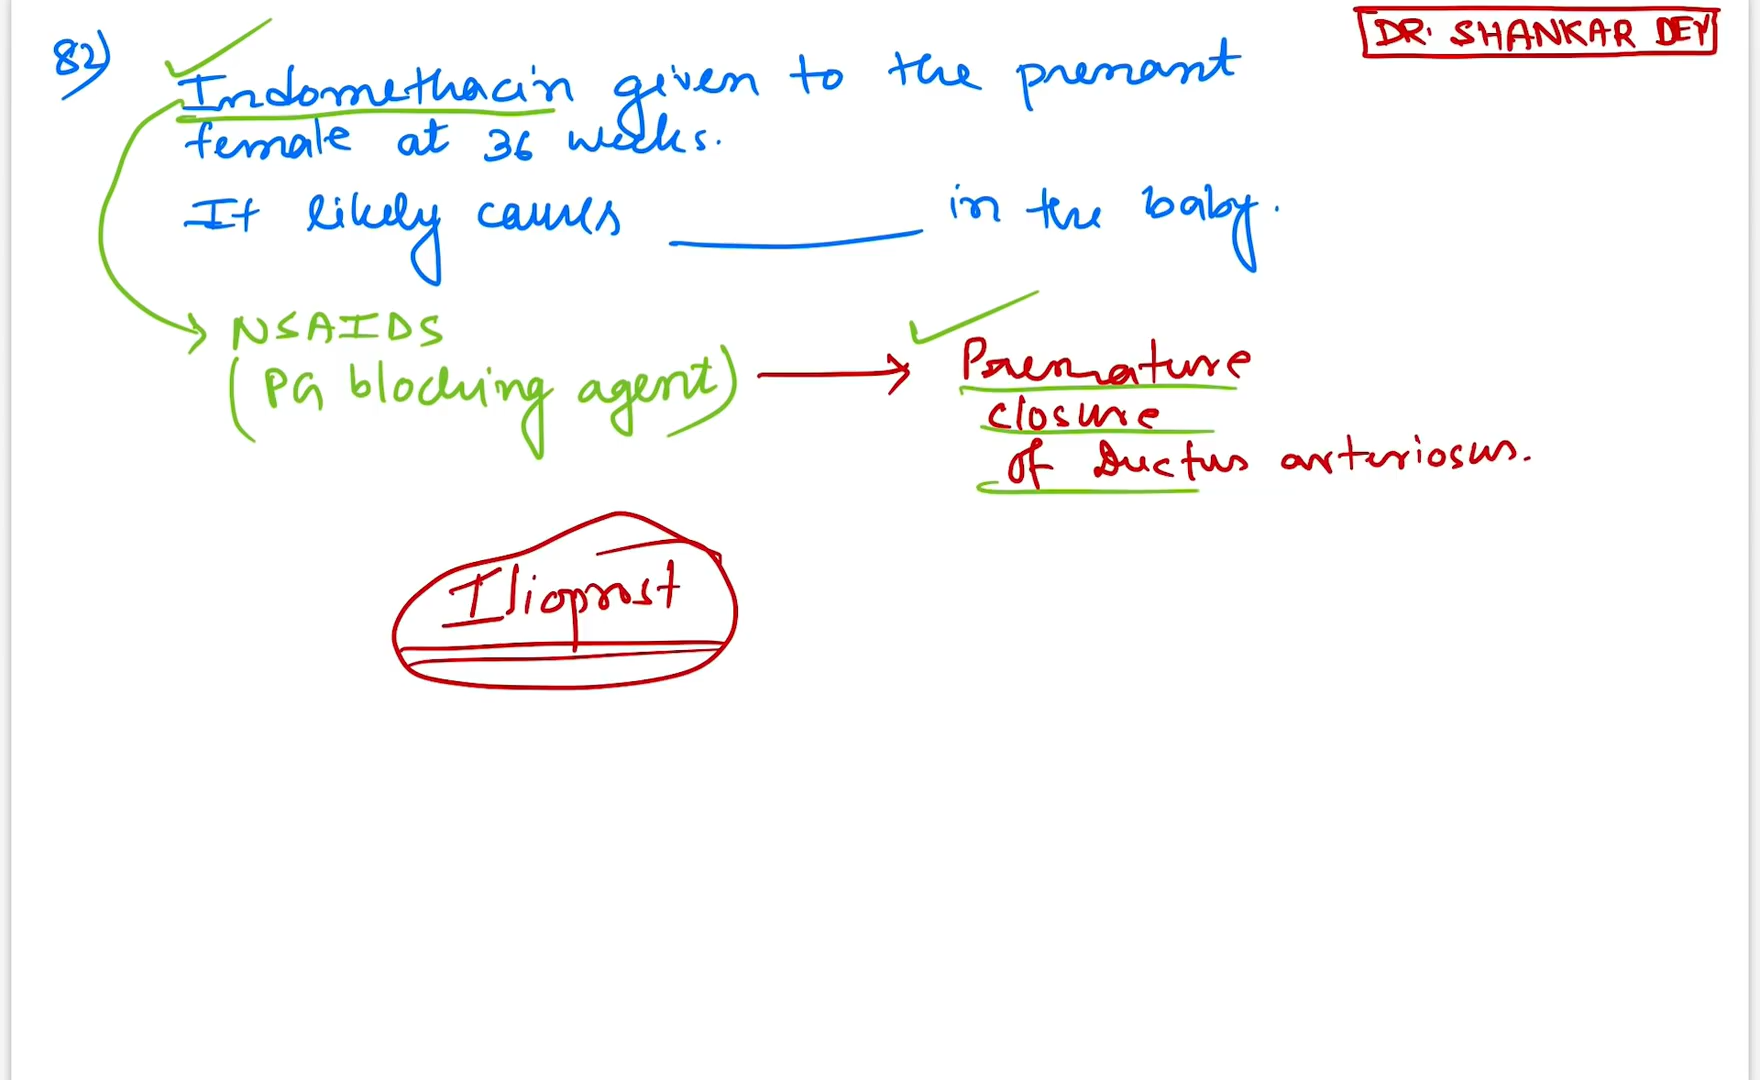 DR. SHANKAR DEY
82)
Indomethacin given to the prenant
female at 36 weeks.
It likely causes ________ in the baby.
NSAIDS
(PG blocking agent) → Premature
closure
of Ductus arteriosus.
Ilioprost